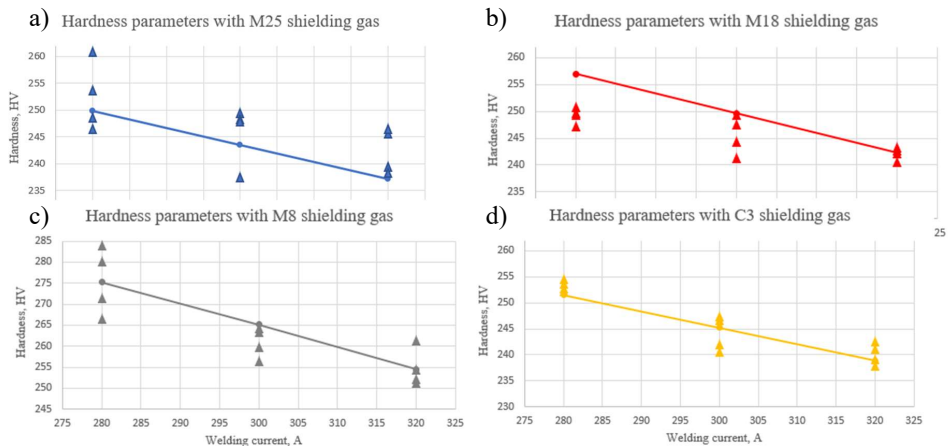 a)
Hardness parameters with M25 shielding gas
Hardness, HV
260
255
250
245
240
235
b)
Hardness parameters with M18 shielding gas
Hardness, HV
260
255
250
245
240
235
25
c)
Hardness parameters with M8 shielding gas
Hardness, HV
285
280
275
270
265
260
255
250
245
275 280 285 290 295 300 305 310 315 320 325
Welding current, A
d)
Hardness parameters with C3 shielding gas
Hardness, HV
260
255
250
245
240
235
230
275 280 285 290 295 300 305 310 315 320 325
Welding current, A